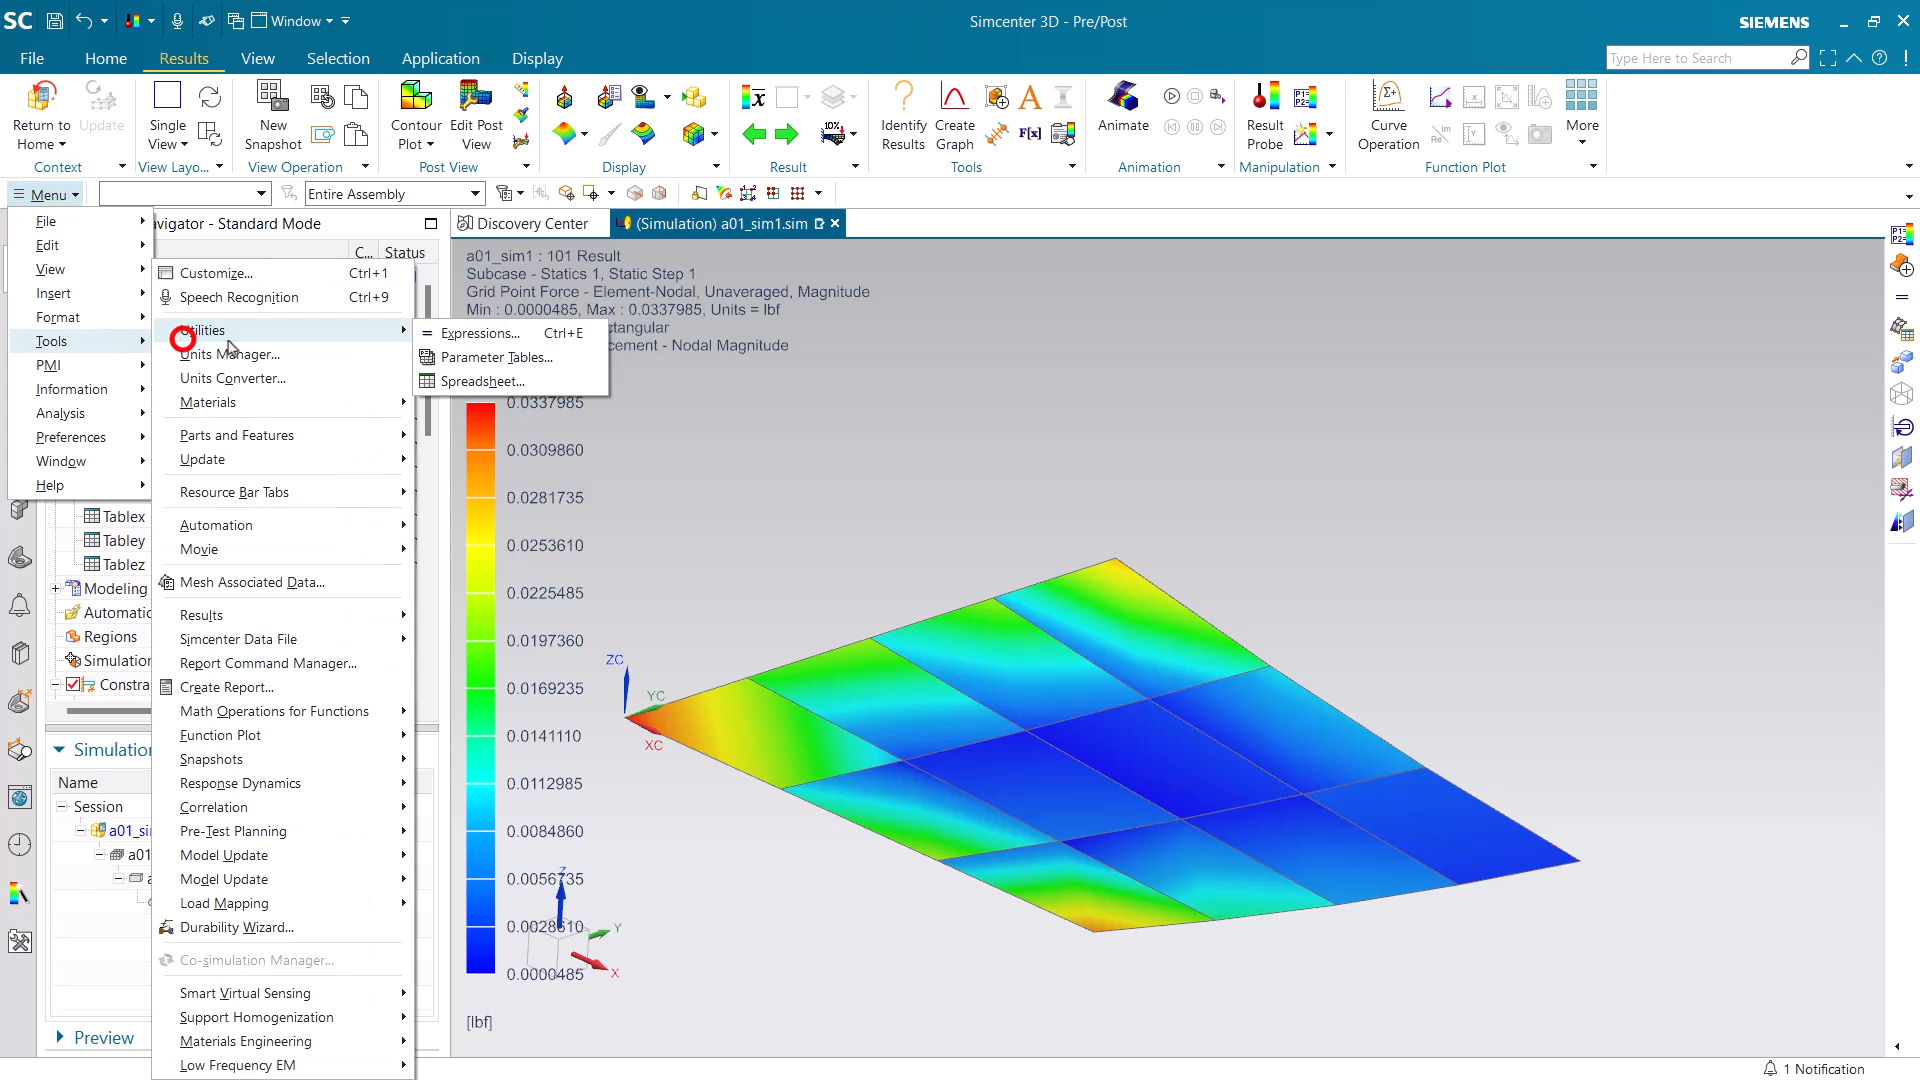 SC Window Simcenter 3D - Pre/Post SIEMENS
File Home Results View Selection Application Display Type Here to Search
Return to Home Update Single View New Snapshot Contour Plot Edit Post View 10% Identify Results Create Graph F[x] Animate Result Probe Curve Operation More
Context View Layo... View Operation Post View Display Result Tools Animation Manipulation Function Plot
Menu Entire Assembly
File
Edit
View
Insert
Format
Tools
PMI
Information
Analysis
Preferences
Window
Help
avigator - Standard Mode
C... Status
Customize... Ctrl+1
Speech Recognition Ctrl+9
Utilities
Units Manager...
Units Converter...
Materials
Parts and Features
Update
Resource Bar Tabs
Automation
Movie
Mesh Associated Data...
Results
Simcenter Data File
Report Command Manager...
Create Report...
Math Operations for Functions
Function Plot
Snapshots
Response Dynamics
Correlation
Pre-Test Planning
Model Update
Model Update
Load Mapping
Durability Wizard...
Co-simulation Manager...
Smart Virtual Sensing
Support Homogenization
Materials Engineering
Low Frequency EM
Expressions... Ctrl+E
Parameter Tables...
Spreadsheet...
Tablex
Tabley
Tablez
Modeling
Automatic
Regions
Simulation
Constra
Simulation
Name
Session
a01_si
a01
Preview
Discovery Center (Simulation) a01_sim1.sim
a01_sim1 : 101 Result
Subcase - Statics 1, Static Step 1
Grid Point Force - Element-Nodal, Unaveraged, Magnitude
Min : 0.0000485, Max : 0.0337985, Units = lbf
ctangular
cement - Nodal Magnitude
0.0337985
0.0309860
0.0281735
0.0253610
0.0225485
0.0197360
0.0169235
0.0141110
0.0112985
0.0084860
0.0056735
0.0028610
0.0000485
[lbf]
ZC
YC
XC
Z
Y
X
1 Notification